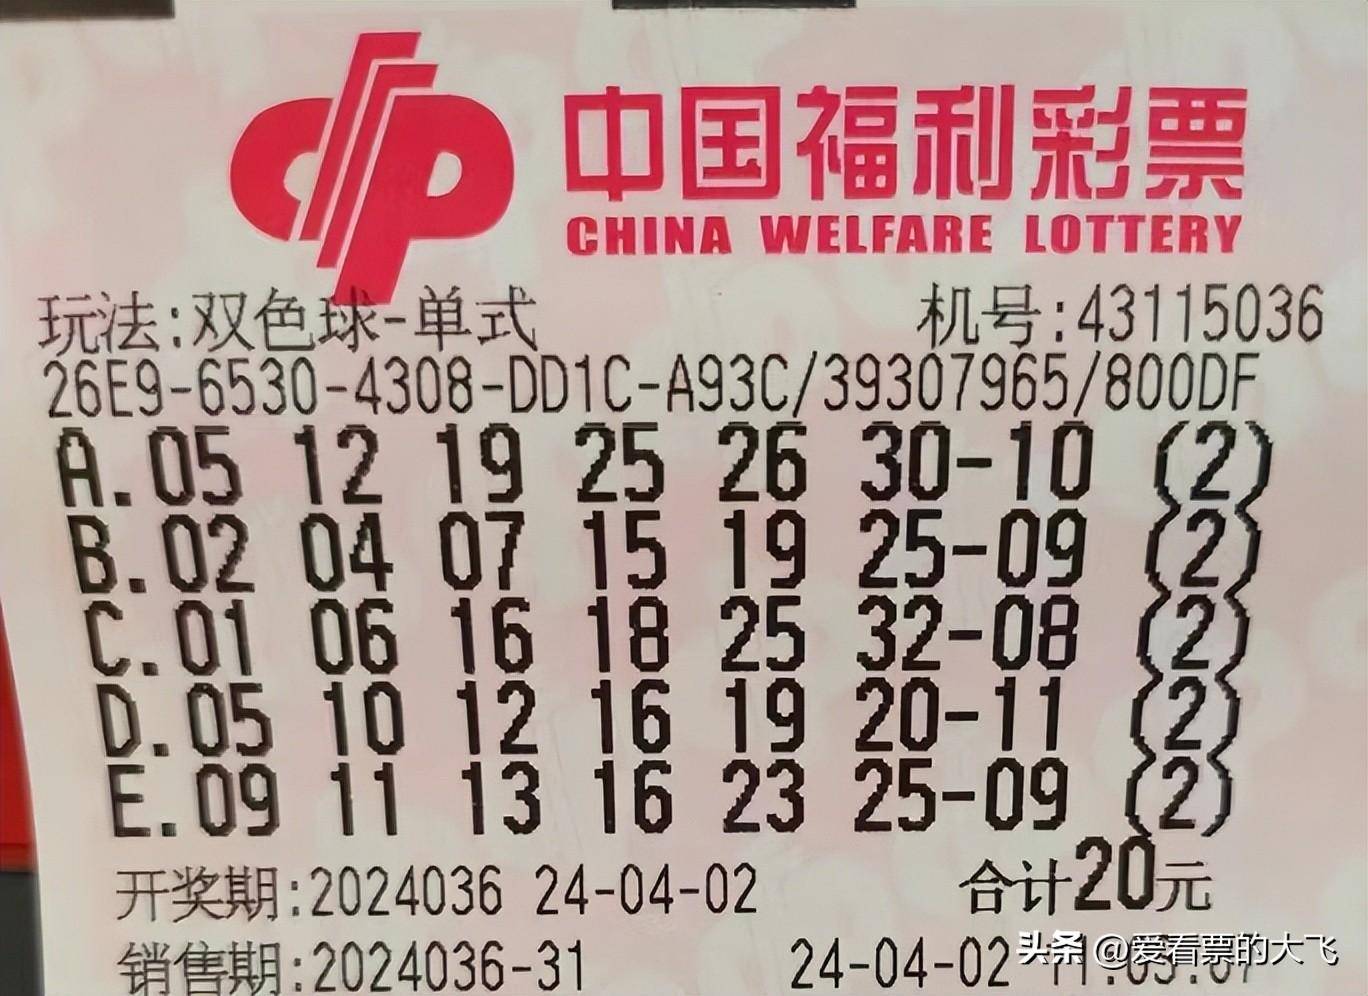 中国福利彩票
CHINA WELFARE LOTTERY
玩法:双色球-单式 机号:43115036
26E9-6530-4308-DD1C-A93C/39307965/800DF
A.05 12 19 25 26 30-10 (2)
B.02 04 07 15 19 25-09 (2)
C.01 06 16 18 25 32-08 (2)
D.05 10 12 16 19 20-11 (2)
E.09 11 13 16 23 25-09 (2)
开奖期:2024036 24-04-02 合计20元
销售期:2024036-31 24-04-02
头条 @爱看票的大飞